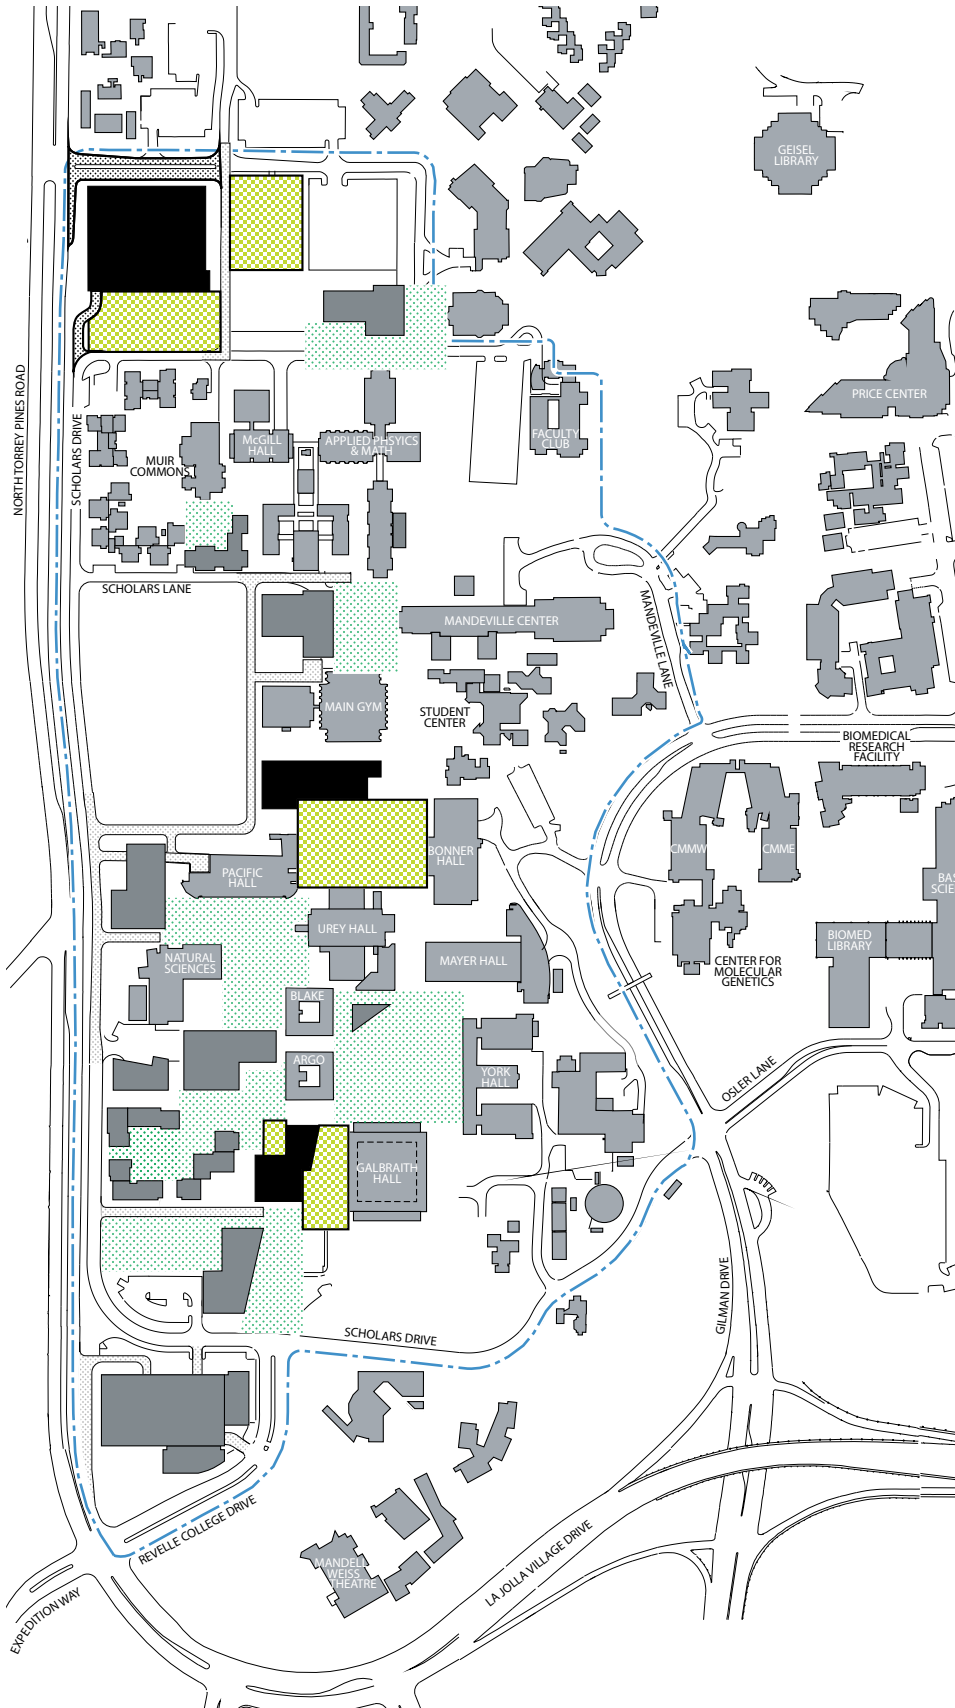 GEISEL
LIBRARY
PRICE CENTER
NORTH TORREY PINES ROAD
SCHOLARS DRIVE
McGILL
HALL
APPLIED PHSYICS
& MATH
FACULTY
CLUB
MUIR
COMMONS
SCHOLARS LANE
MANDEVILLE CENTER
MANDEVILLE LANE
MAIN GYM
STUDENT
CENTER
BIOMEDICAL
RESEARCH
FACILITY
BONNER
HALL
CMMW
CMME
PACIFIC
HALL
BAS
SCIE
UREY HALL
BIOMED
LIBRARY
NATURAL
SCIENCES
MAYER HALL
CENTER FOR
MOLECULAR
GENETICS
BLAKE
ARGO
YORK
HALL
OSLER LANE
GALBRAITH
HALL
GILMAN DRIVE
SCHOLARS DRIVE
REVELLE COLLEGE DRIVE
LA JOLLA VILLAGE DRIVE
MANDELL
WEISS
THEATRE
EXPEDITION WAY